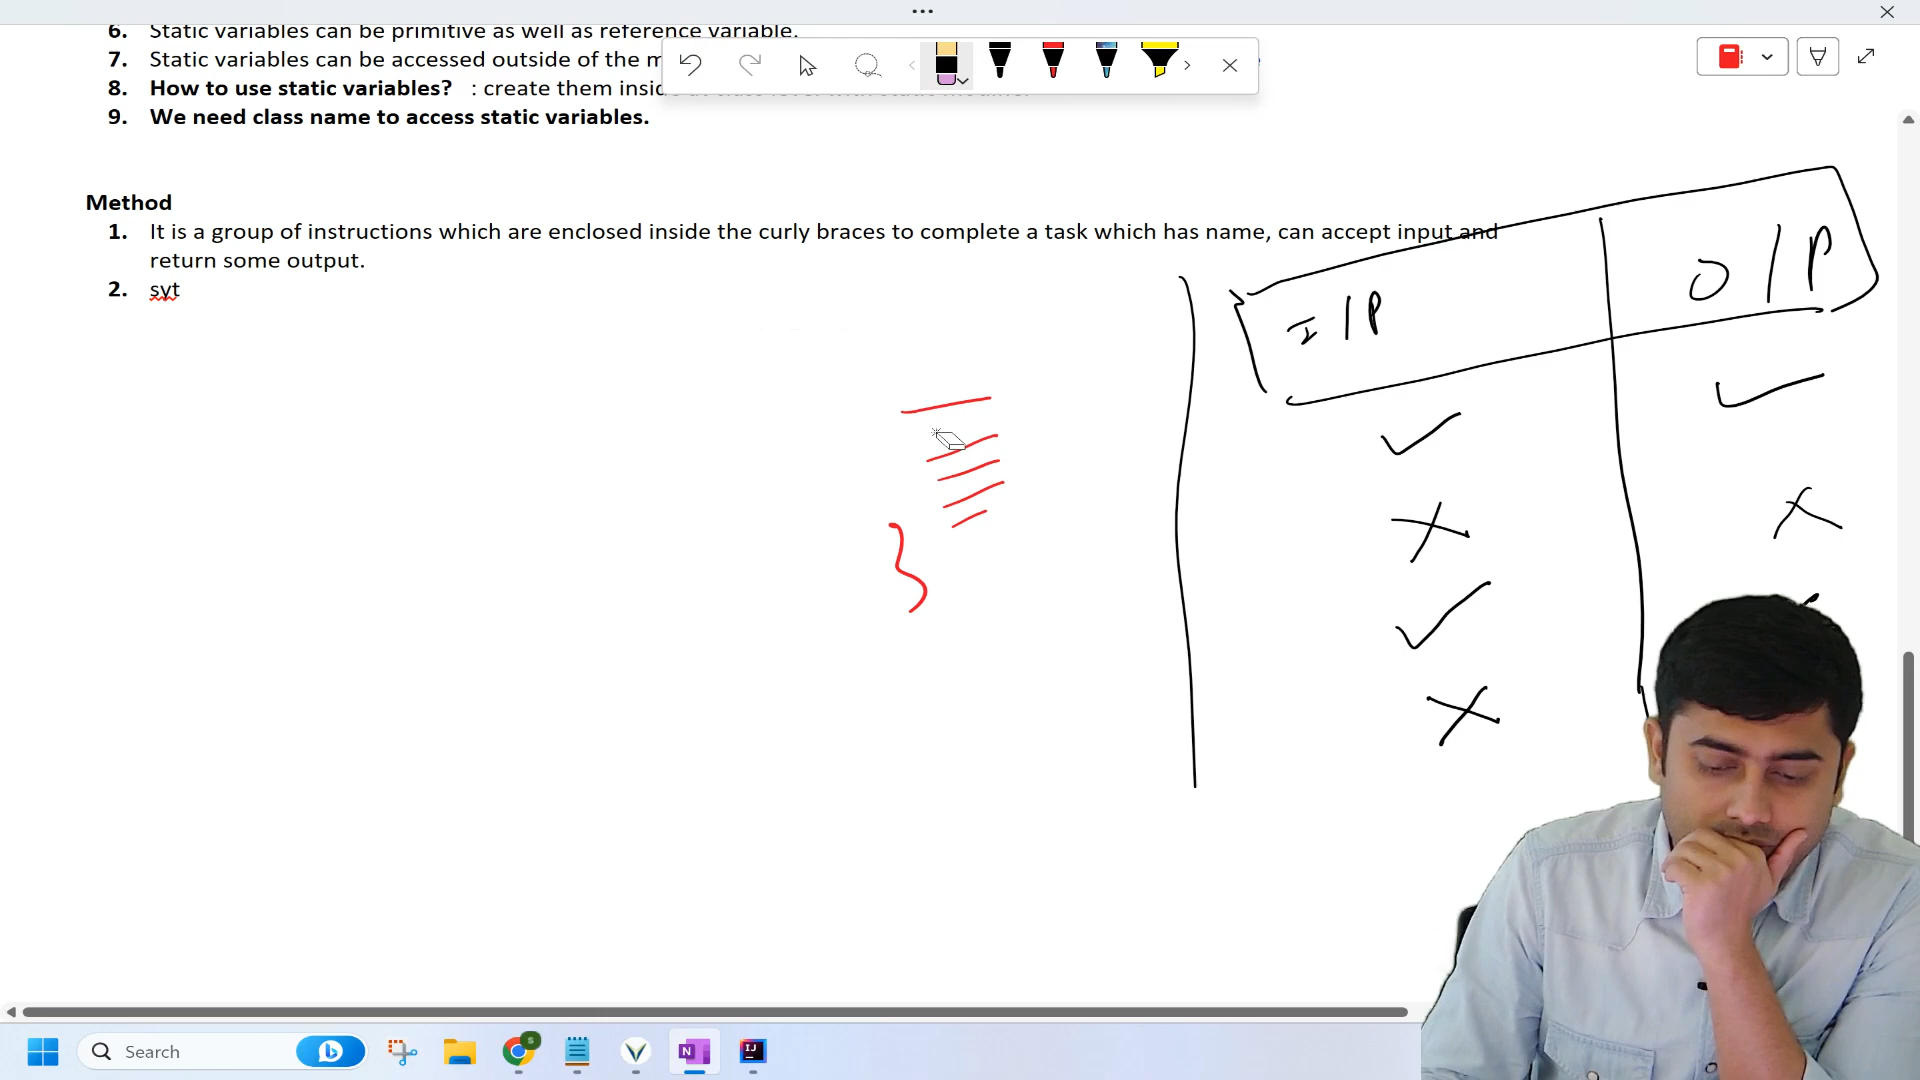 6. Static variables can be primitive as well as reference variable.
7. Static variables can be accessed outside of the m
8. How to use static variables? : create them insid
9. We need class name to access static variables.
Method
1. It is a group of instructions which are enclosed inside the curly braces to complete a task which has name, can accept input and
return some output.
2. syt
I/P
O/P
Search